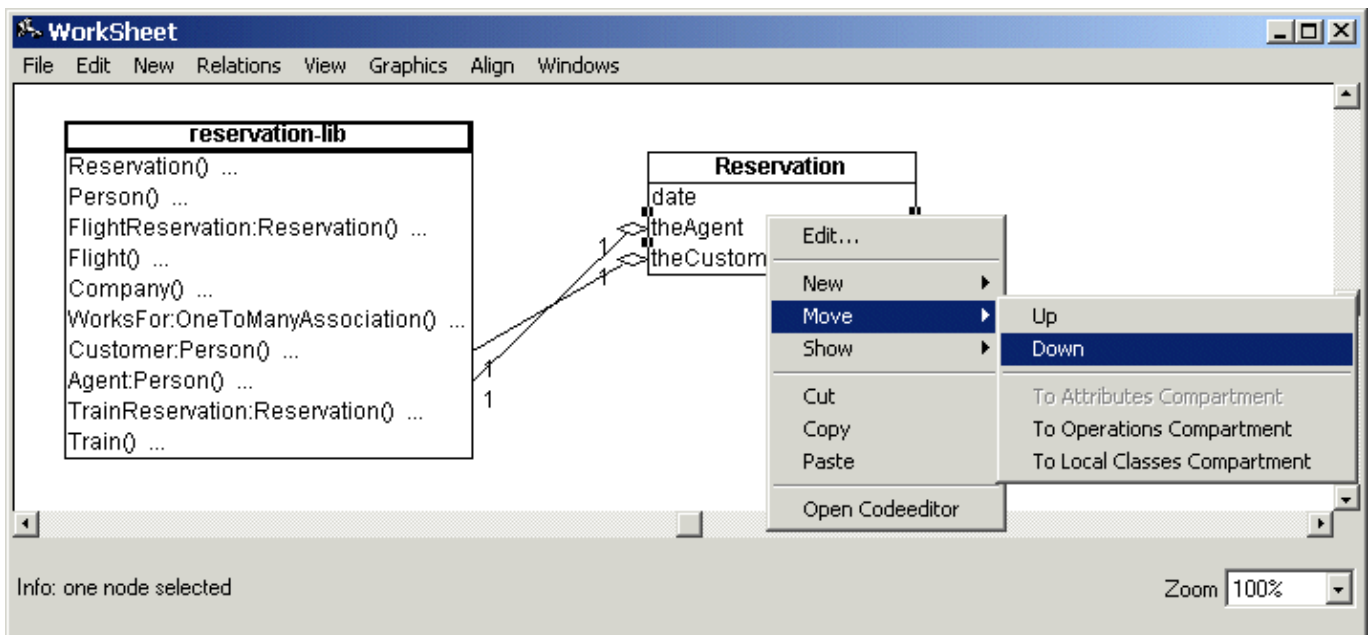 WorkSheet
File Edit New Relations View Graphics Align Windows
reservation-lib
Reservation() ...
Person() ...
FlightReservation:Reservation() ...
Flight() ...
Company() ...
WorksFor:OneToManyAssociation() ...
Customer:Person() ...
Agent:Person() ...
TrainReservation:Reservation() ...
Train() ...
1
1
1
1
Reservation
date
theAgent
theCustom
Edit...
New
Move
Show
Cut
Copy
Paste
Open Codeeditor
Up
Down
To Attributes Compartment
To Operations Compartment
To Local Classes Compartment
Info: one node selected
Zoom 100%